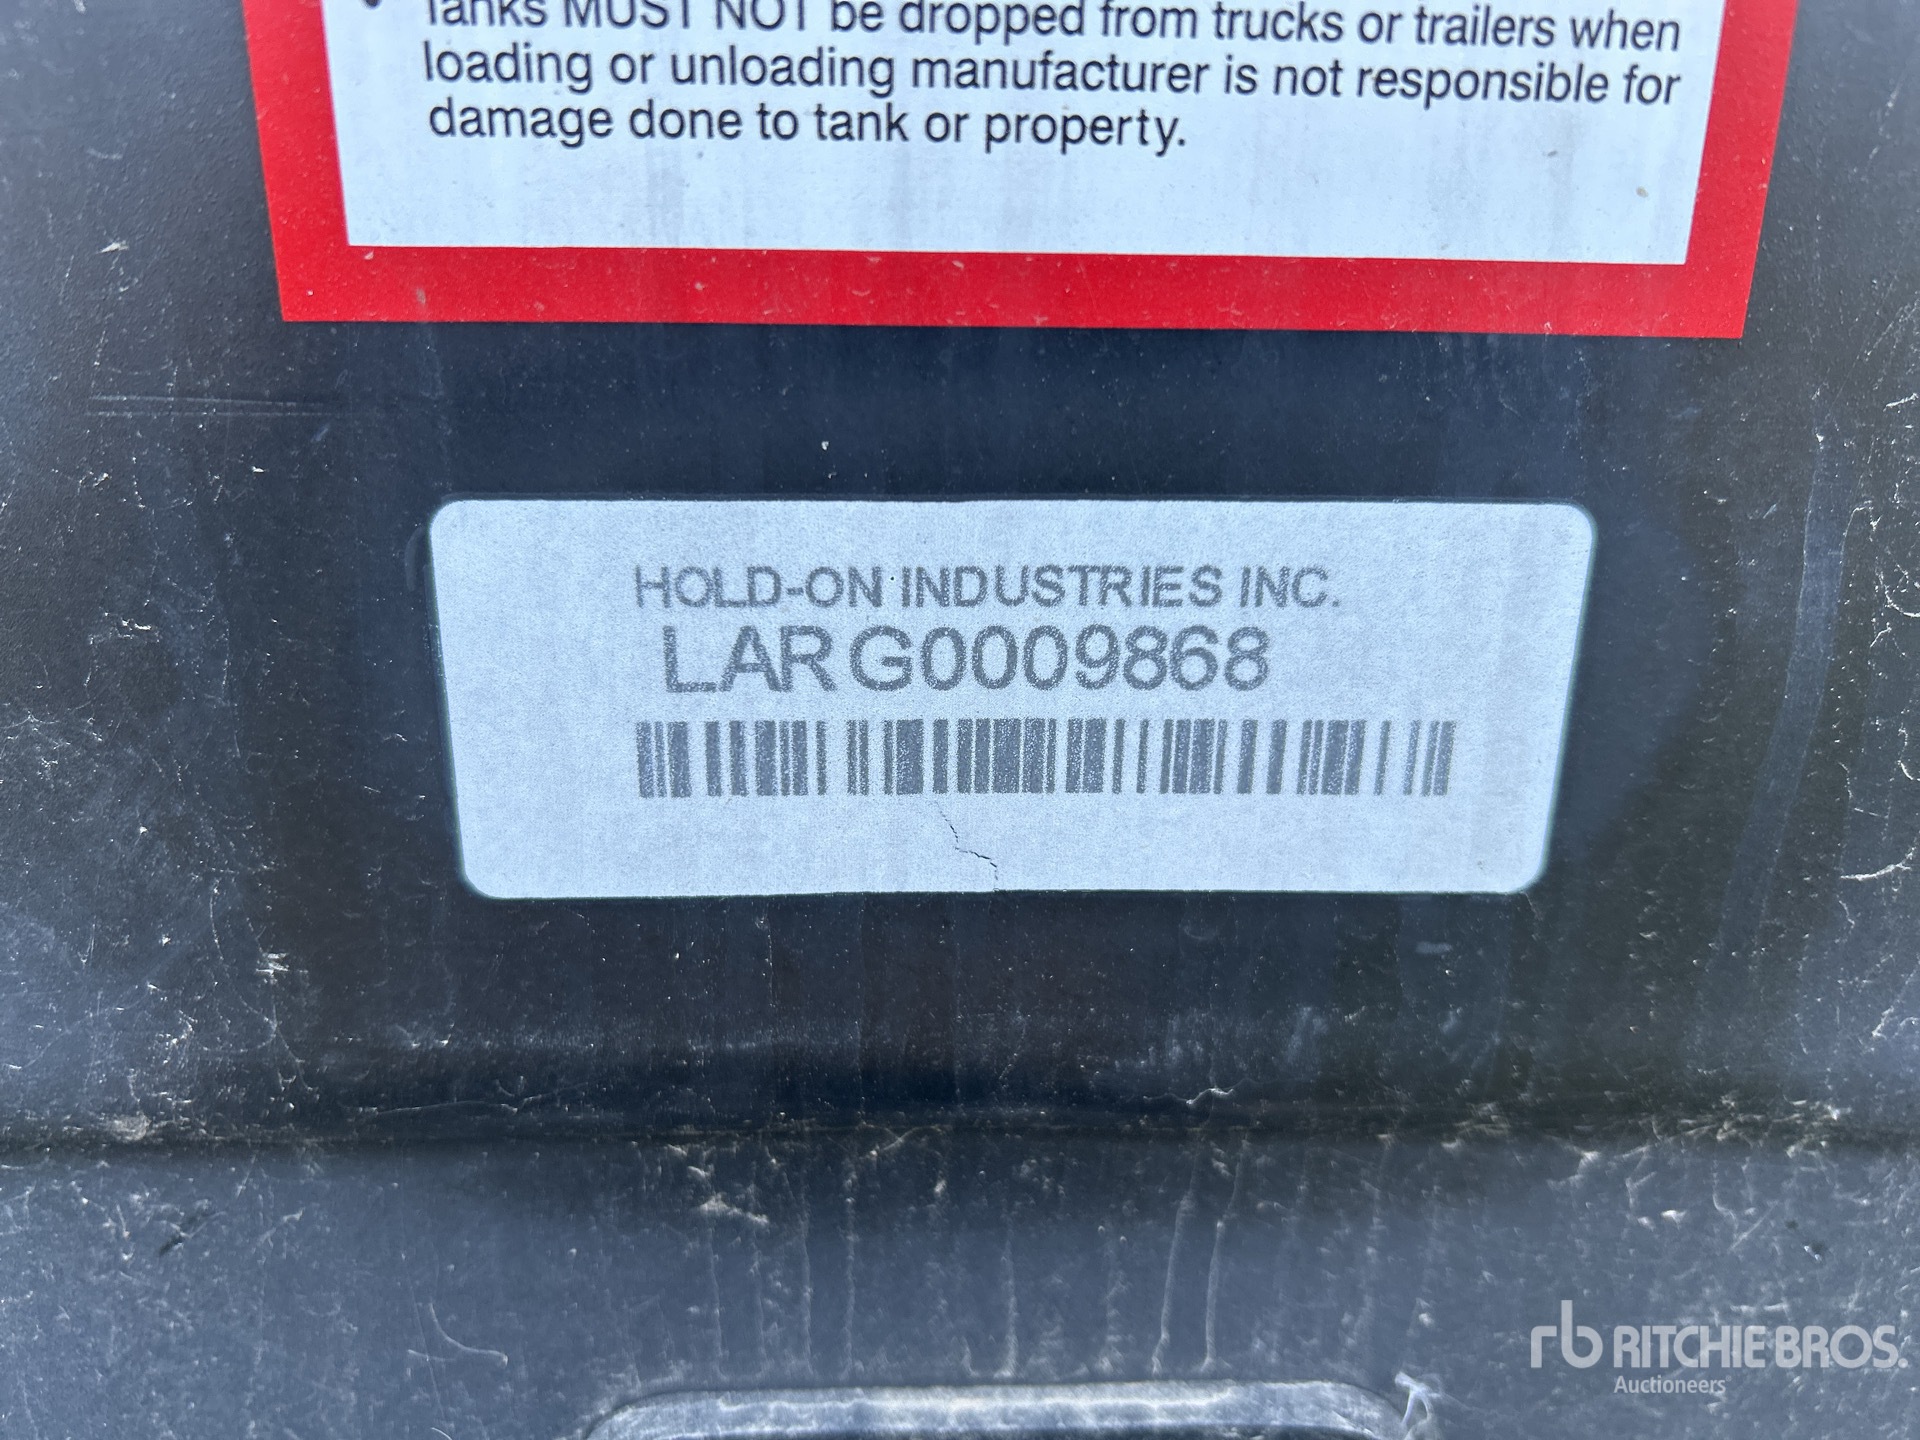 Tanks MUST NOT be dropped from trucks or trailers when
loading or unloading manufacturer is not responsible for
damage done to tank or property.
HOLD-ON INDUSTRIES INC.
LARG0009868
rb RITCHIE BROS.
Auctioneers